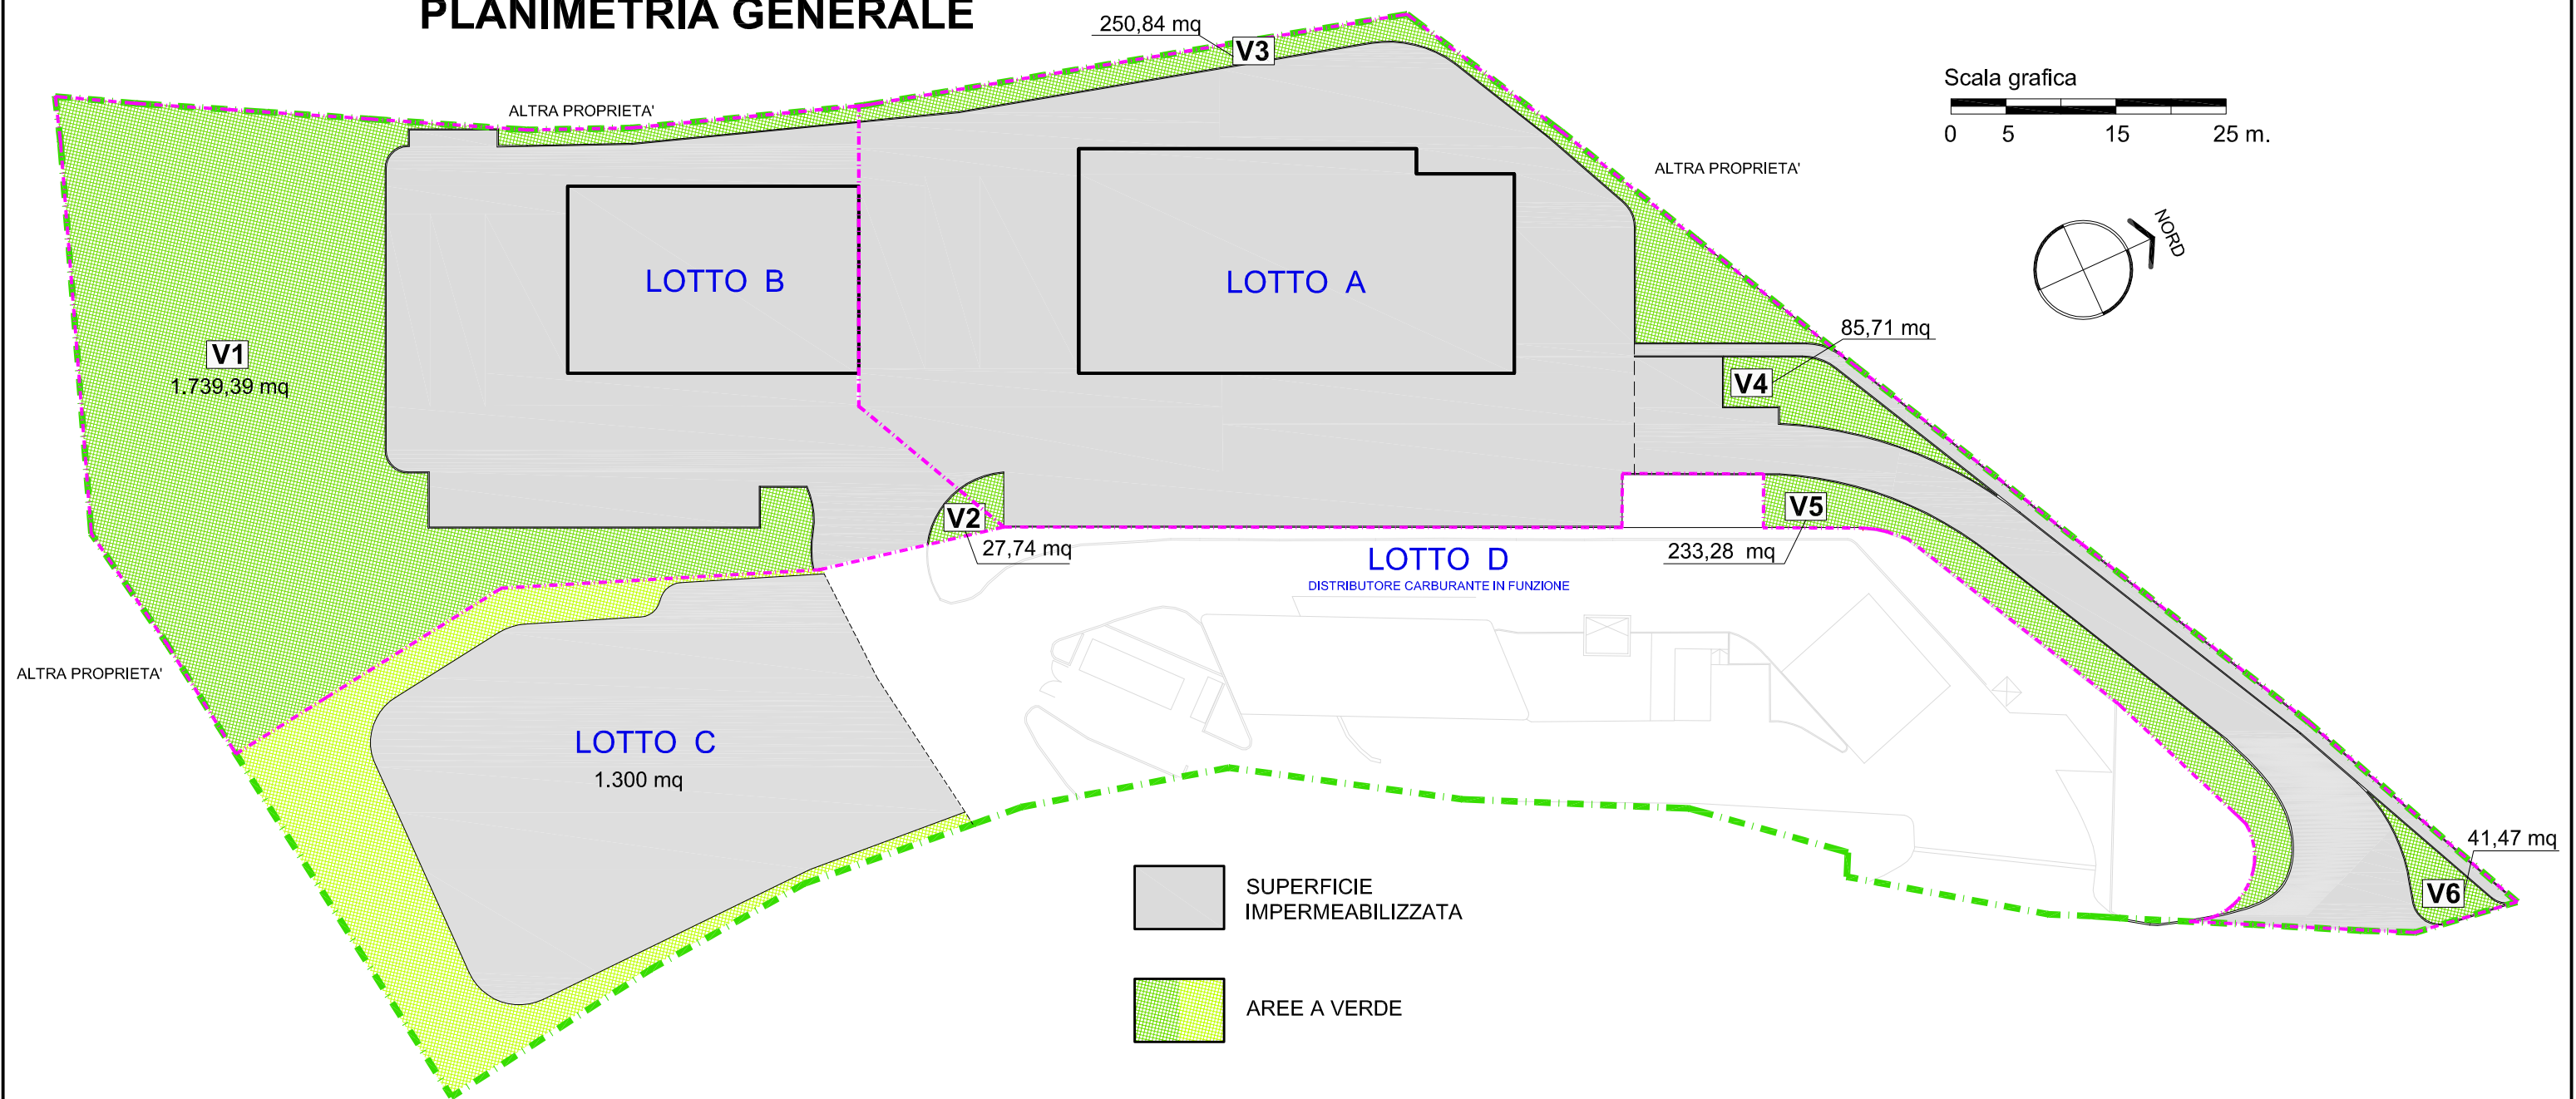 PLANIMETRIA GENERALE
250,84 mq
V3
Scala grafica
0 5 15 25 m.
ALTRA PROPRIETA'
ALTRA PROPRIETA'
NORD
LOTTO B
LOTTO A
V1
1.739,39 mq
85,71 mq
V4
V2
27,74 mq
V5
233,28 mq
LOTTO D
DISTRIBUTORE CARBURANTE IN FUNZIONE
ALTRA PROPRIETA'
LOTTO C
1.300 mq
41,47 mq
V6
SUPERFICIE
IMPERMEABILIZZATA
AREE A VERDE